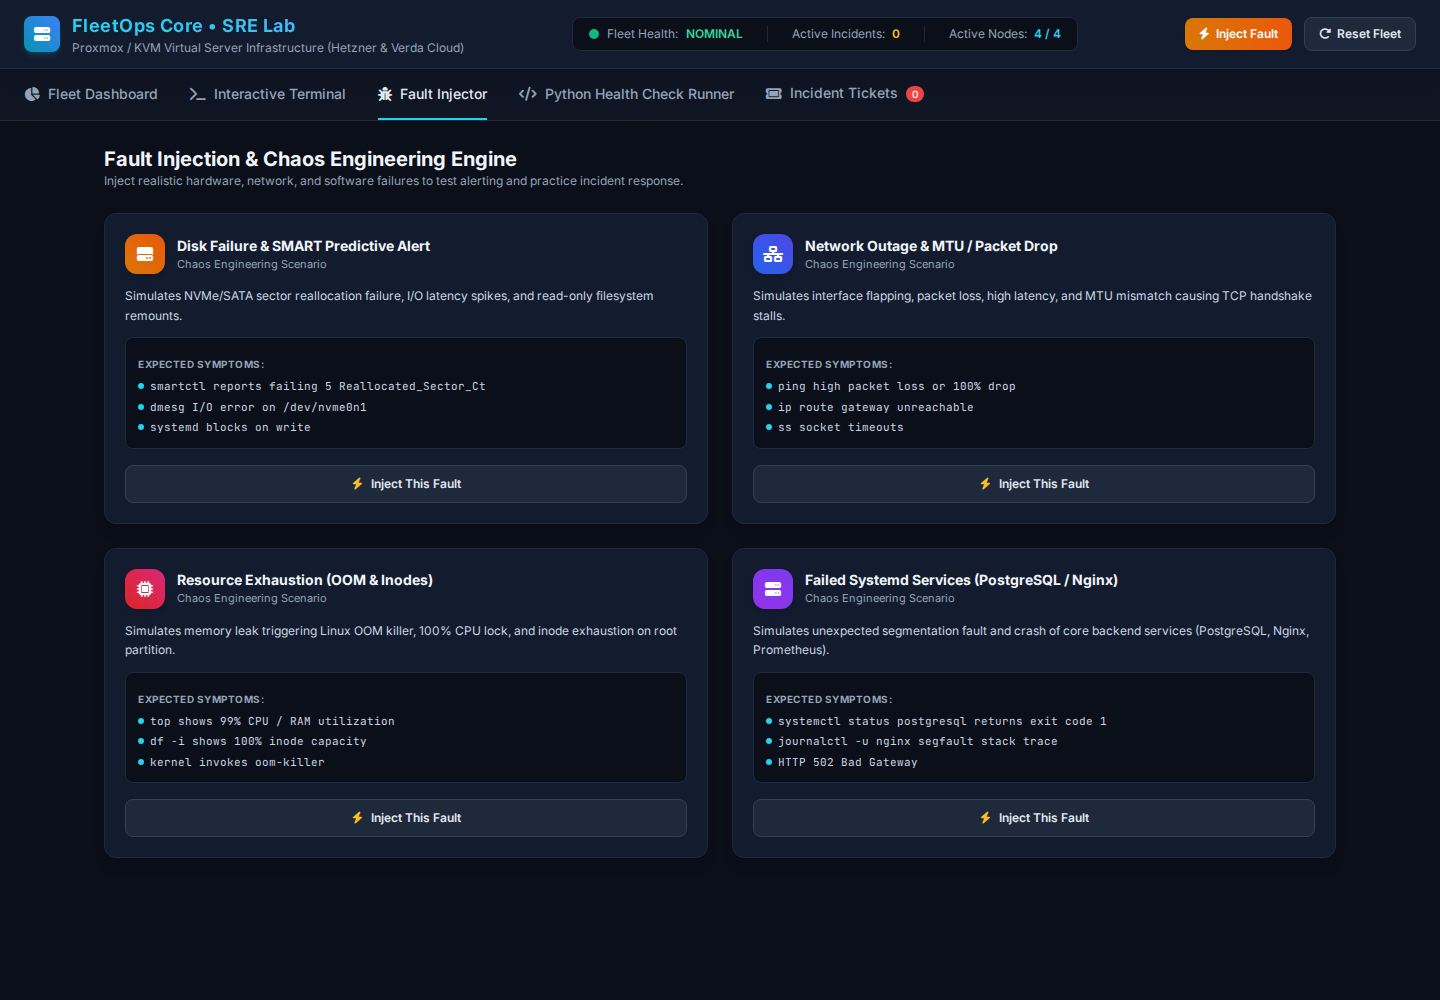 FleetOps Core • SRE Lab
Proxmox / KVM Virtual Server Infrastructure (Hetzner & Verda Cloud)
Fleet Health: NOMINAL
Active Incidents: 0
Active Nodes: 4 / 4
Inject Fault
Reset Fleet
Fleet Dashboard
Interactive Terminal
Fault Injector
Python Health Check Runner
Incident Tickets 0
Fault Injection & Chaos Engineering Engine
Inject realistic hardware, network, and software failures to test alerting and practice incident response.
Disk Failure & SMART Predictive Alert
Chaos Engineering Scenario
Simulates NVMe/SATA sector reallocation failure, I/O latency spikes, and read-only filesystem
remounts.
EXPECTED SYMPTOMS:
smartctl reports failing 5 Reallocated_Sector_Ct
dmesg I/O error on /dev/nvme0n1
systemd blocks on write
Inject This Fault
Network Outage & MTU / Packet Drop
Chaos Engineering Scenario
Simulates interface flapping, packet loss, high latency, and MTU mismatch causing TCP handshake
stalls.
EXPECTED SYMPTOMS:
ping high packet loss or 100% drop
ip route gateway unreachable
ss socket timeouts
Inject This Fault
Resource Exhaustion (OOM & Inodes)
Chaos Engineering Scenario
Simulates memory leak triggering Linux OOM killer, 100% CPU lock, and inode exhaustion on root
partition.
EXPECTED SYMPTOMS:
top shows 99% CPU / RAM utilization
df -i shows 100% inode capacity
kernel invokes oom-killer
Inject This Fault
Failed Systemd Services (PostgreSQL / Nginx)
Chaos Engineering Scenario
Simulates unexpected segmentation fault and crash of core backend services (PostgreSQL, Nginx,
Prometheus).
EXPECTED SYMPTOMS:
systemctl status postgresql returns exit code 1
journalctl -u nginx segfault stack trace
HTTP 502 Bad Gateway
Inject This Fault